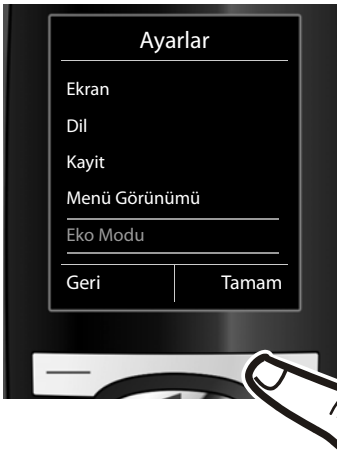 Ayarlar
Ekran
Dil
Kayit
Menü Görünümü
Eko Modu
Geri Tamam